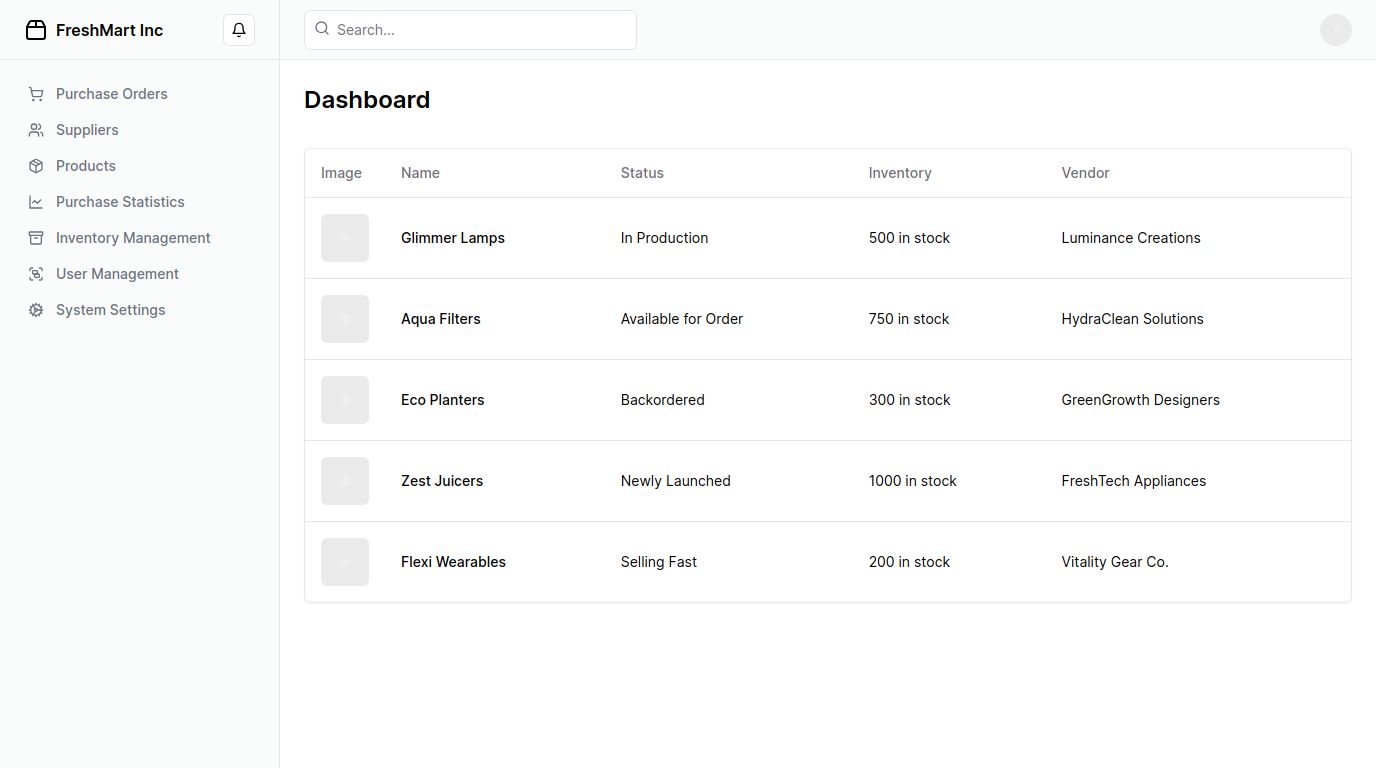 FreshMart Inc
Search...
Purchase Orders
Suppliers
Products
Purchase Statistics
Inventory Management
User Management
System Settings
Dashboard
Image Name Status Inventory Vendor
Glimmer Lamps In Production 500 in stock Luminance Creations
Aqua Filters Available for Order 750 in stock HydraClean Solutions
Eco Planters Backordered 300 in stock GreenGrowth Designers
Zest Juicers Newly Launched 1000 in stock FreshTech Appliances
Flexi Wearables Selling Fast 200 in stock Vitality Gear Co.